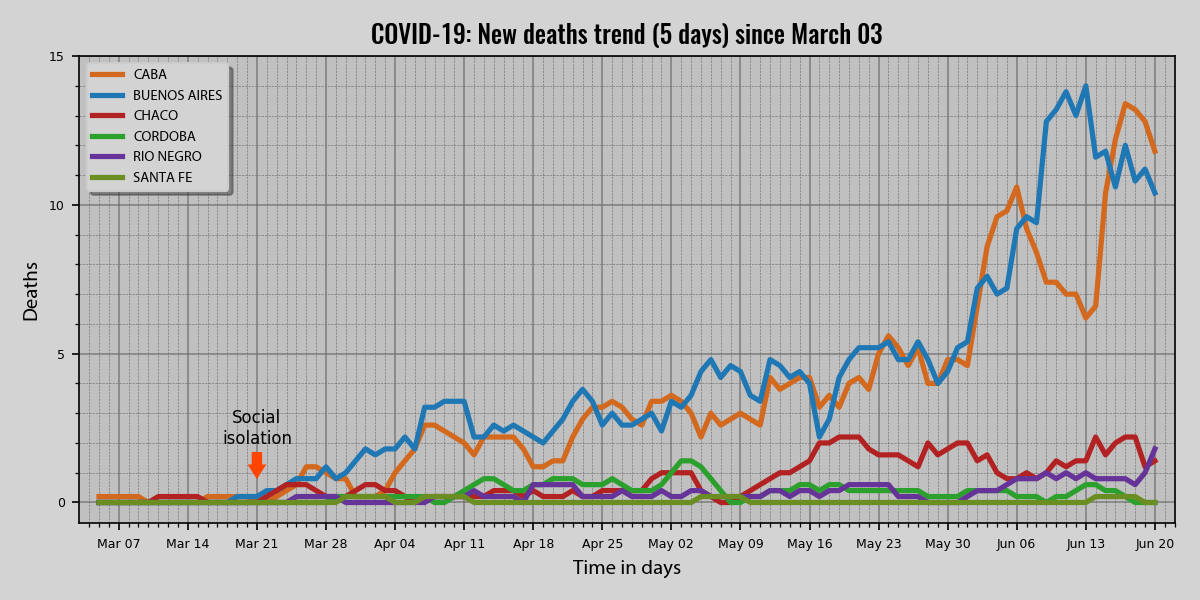 COVID-19: New deaths trend (5 days) since March 03
15
10
5
0
Deaths
CABA
BUENOS AIRES
CHACO
CORDOBA
RIO NEGRO
SANTA FE
Social
isolation
Mar 07 Mar 14 Mar 21 Mar 28 Apr 04 Apr 11 Apr 18 Apr 25 May 02 May 09 May 16 May 23 May 30 Jun 06 Jun 13 Jun 20
Time in days